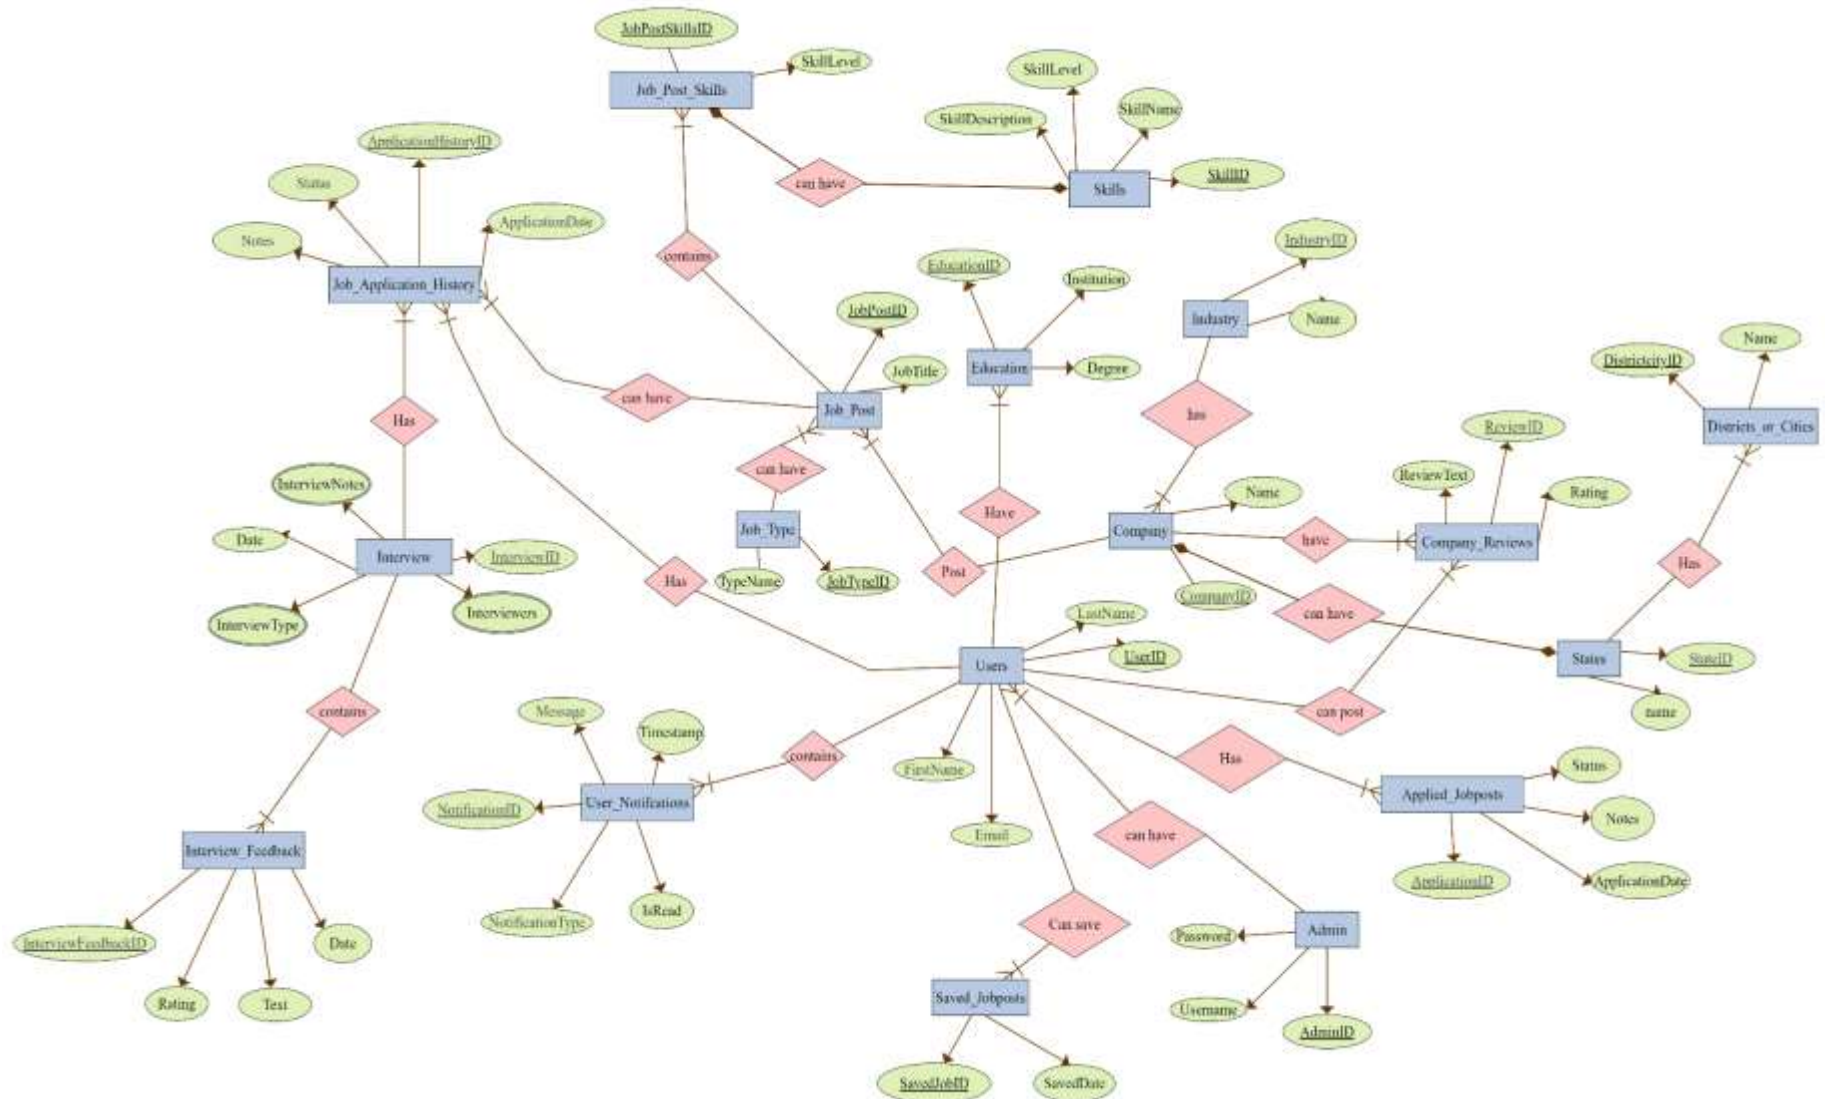 JobPostSkillsID
SkillLevel
Job_Post_Skills
SkillLevel
SkillName
SkillDescription
ApplicationHistoryID
can have
Skills
SkillID
Status
ApplicationDate
Notes
contains
IndustryID
EducationID
Institution
Job_Application_History
JobPostID
Industry
Name
Name
DistrictcityID
Education
Degree
JobTitle
can have
Job_Post
has
Has
ReviewID
Districts_or_Cities
can have
ReviewText
InterviewNotes
Name
Rating
Have
Job_Type
Company
Date
have
Company_Reviews
Interview
InterviewID
Post
Has
Has
TypeName
JobTypeID
CompanyID
Interviewers
InterviewType
LastName
can have
UserID
Users
States
StateID
Message
contains
can post
name
Timestamp
contains
Has
FirstName
Status
User_Notifcations
Applied_Jobposts
NotificationID
Notes
Email
can have
Interview_Feedback
ApplicationID
ApplicationDate
IsRead
NotificationType
Can save
Admin
Password
InterviewFeedbackID
Date
Saved_Jobposts
Rating
Text
Username
AdminID
SavedJobID
SavedDate